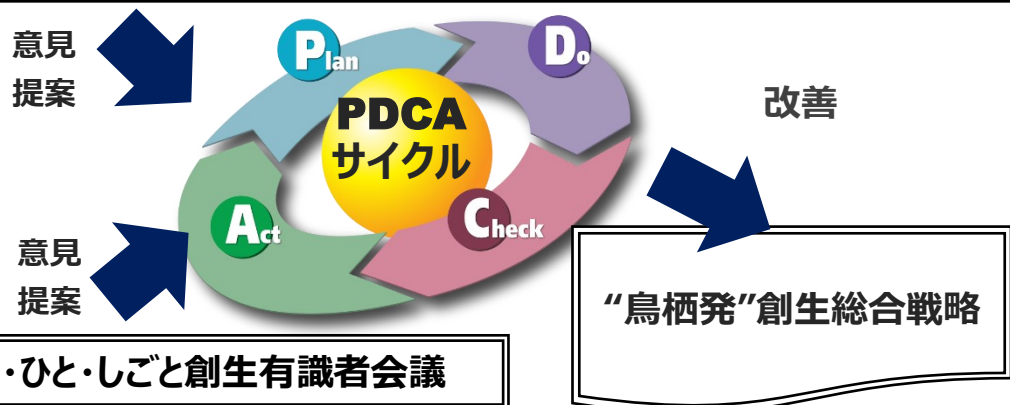 意見
提案
Plan
Do
改善
PDCA
サイクル
Act
Check
意見
提案
“鳥栖発”創生総合戦略
・ひと・しごと創生有識者会議